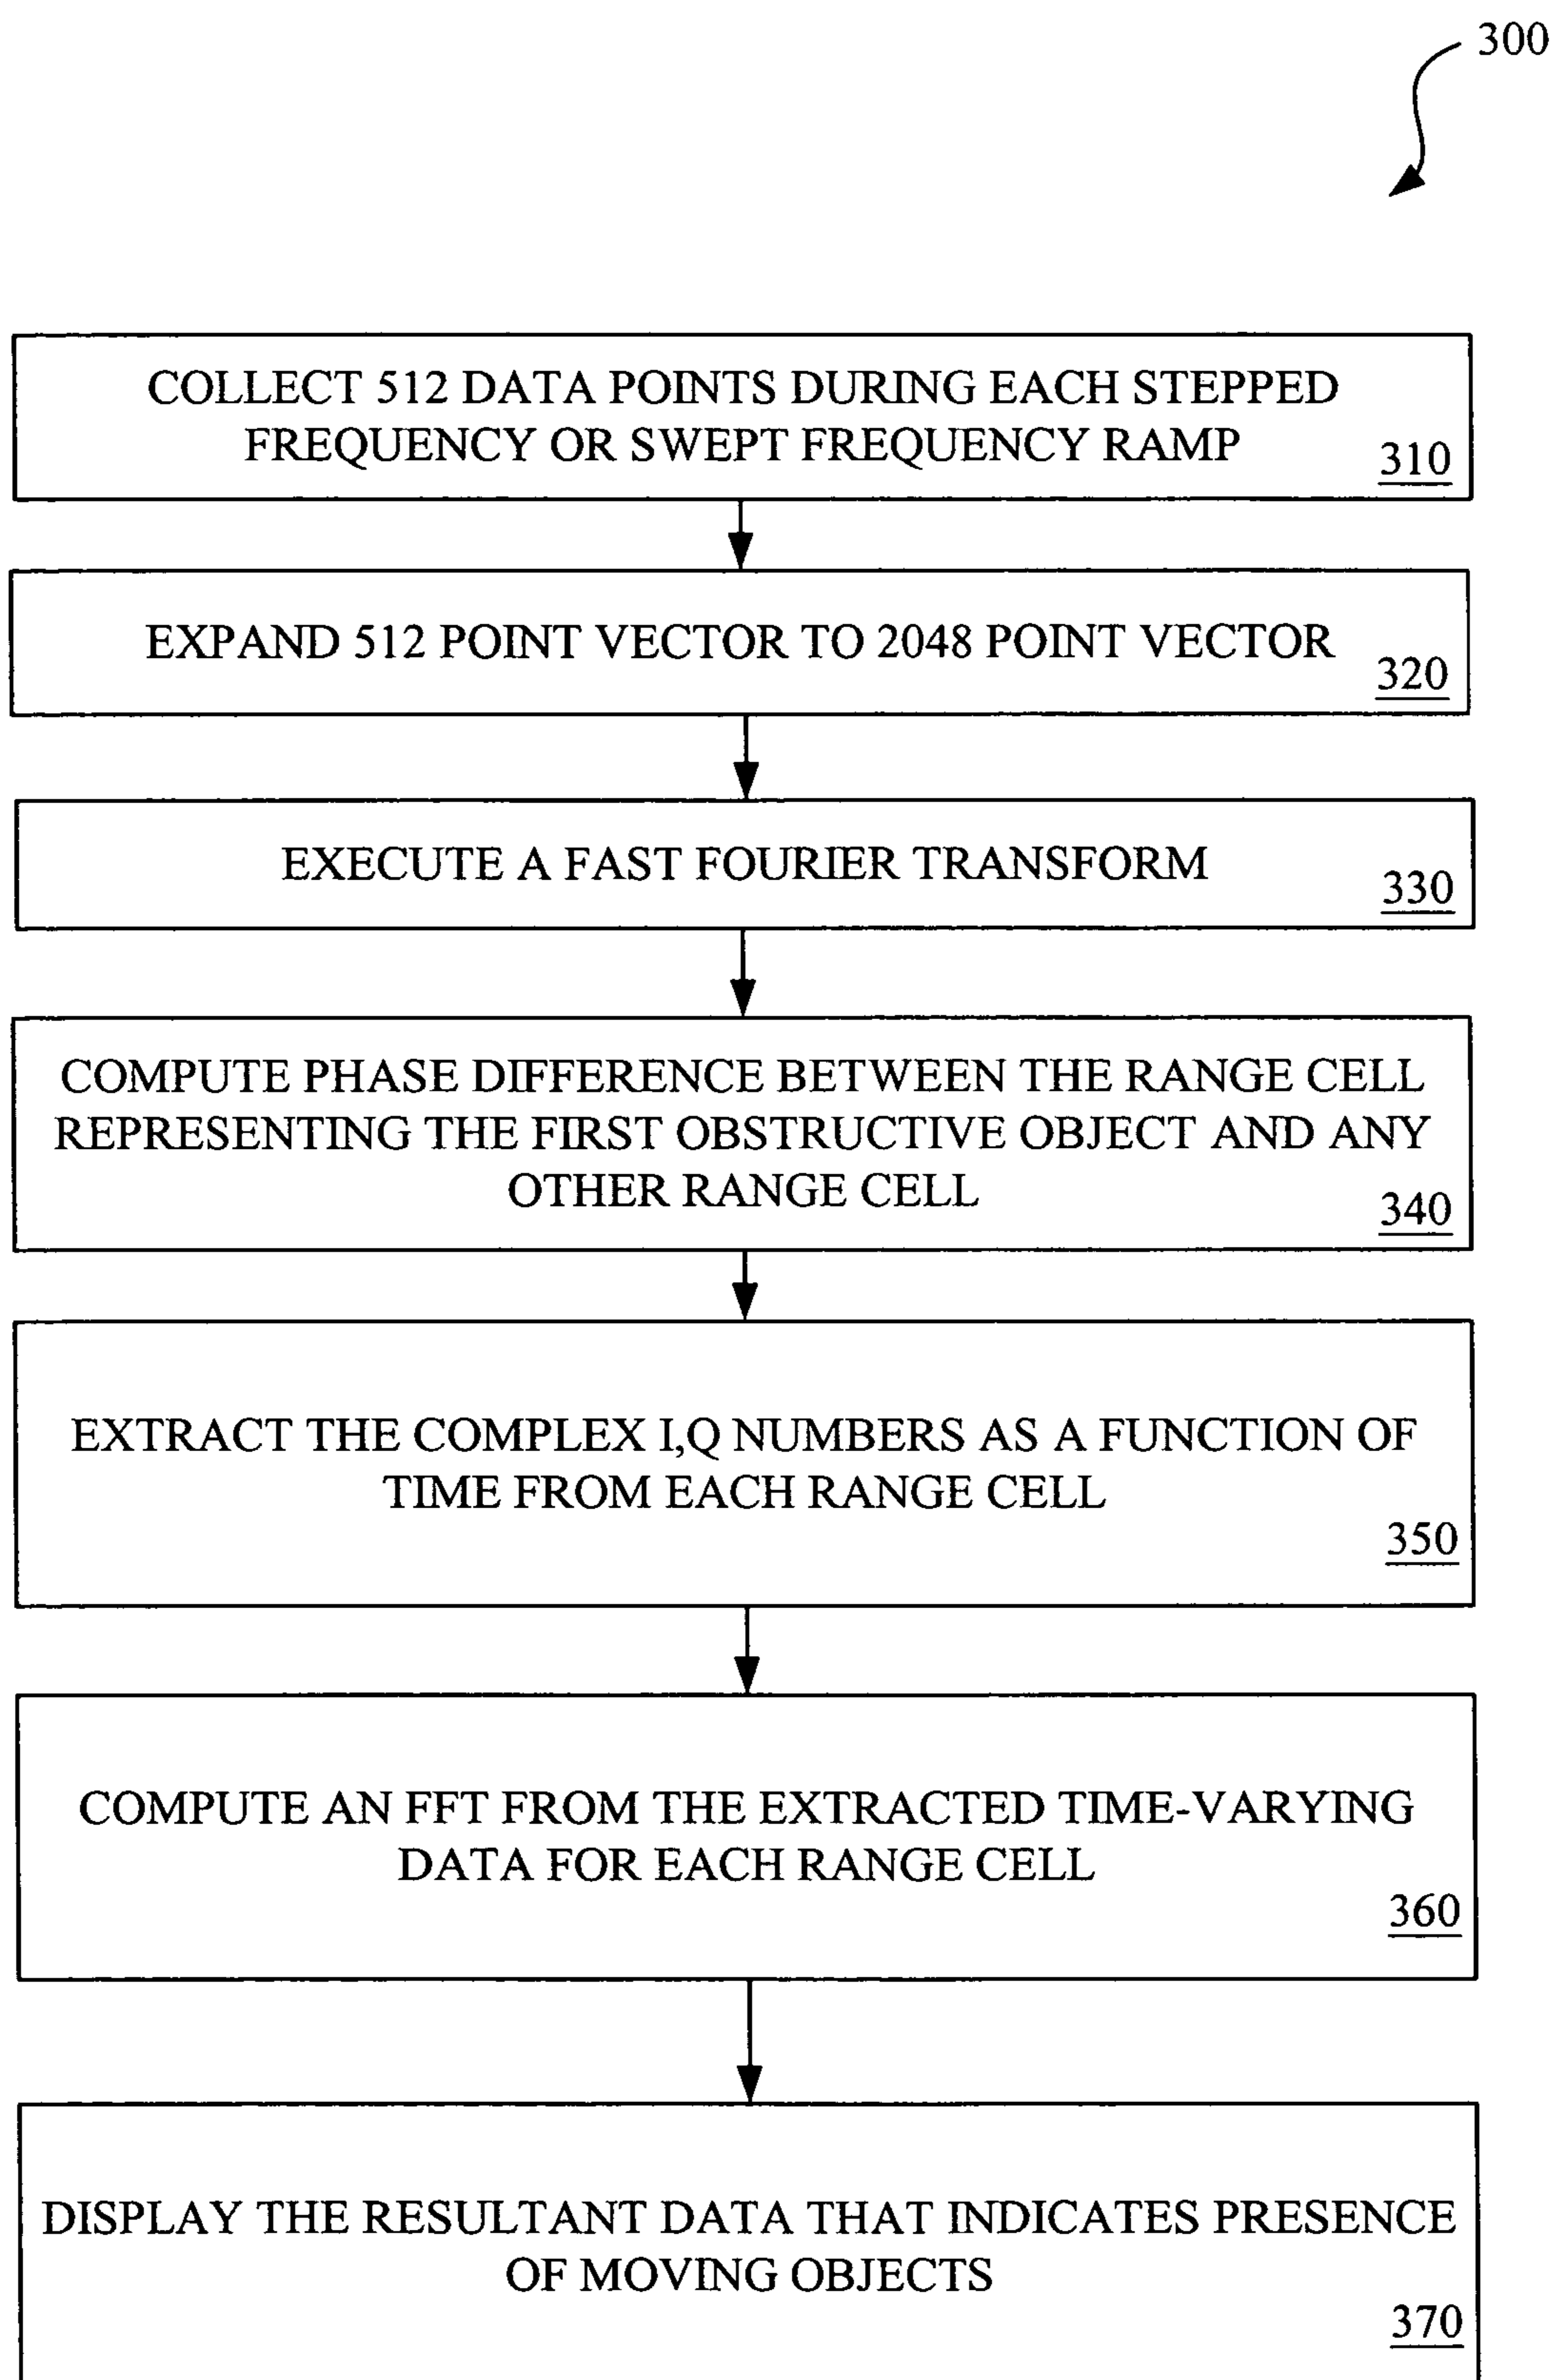 300
COLLECT 512 DATA POINTS DURING EACH STEPPED
FREQUENCY OR SWEPT FREQUENCY RAMP
310
EXPAND 512 POINT VECTOR TO 2048 POINT VECTOR
320
EXECUTE A FAST FOURIER TRANSFORM
330
COMPUTE PHASE DIFFERENCE BETWEEN THE RANGE CELL
REPRESENTING THE FIRST OBSTRUCTIVE OBJECT AND ANY
OTHER RANGE CELL
340
EXTRACT THE COMPLEX I,Q NUMBERS AS A FUNCTION OF
TIME FROM EACH RANGE CELL
350
COMPUTE AN FFT FROM THE EXTRACTED TIME-VARYING
DATA FOR EACH RANGE CELL
360
DISPLAY THE RESULTANT DATA THAT INDICATES PRESENCE
OF MOVING OBJECTS
370